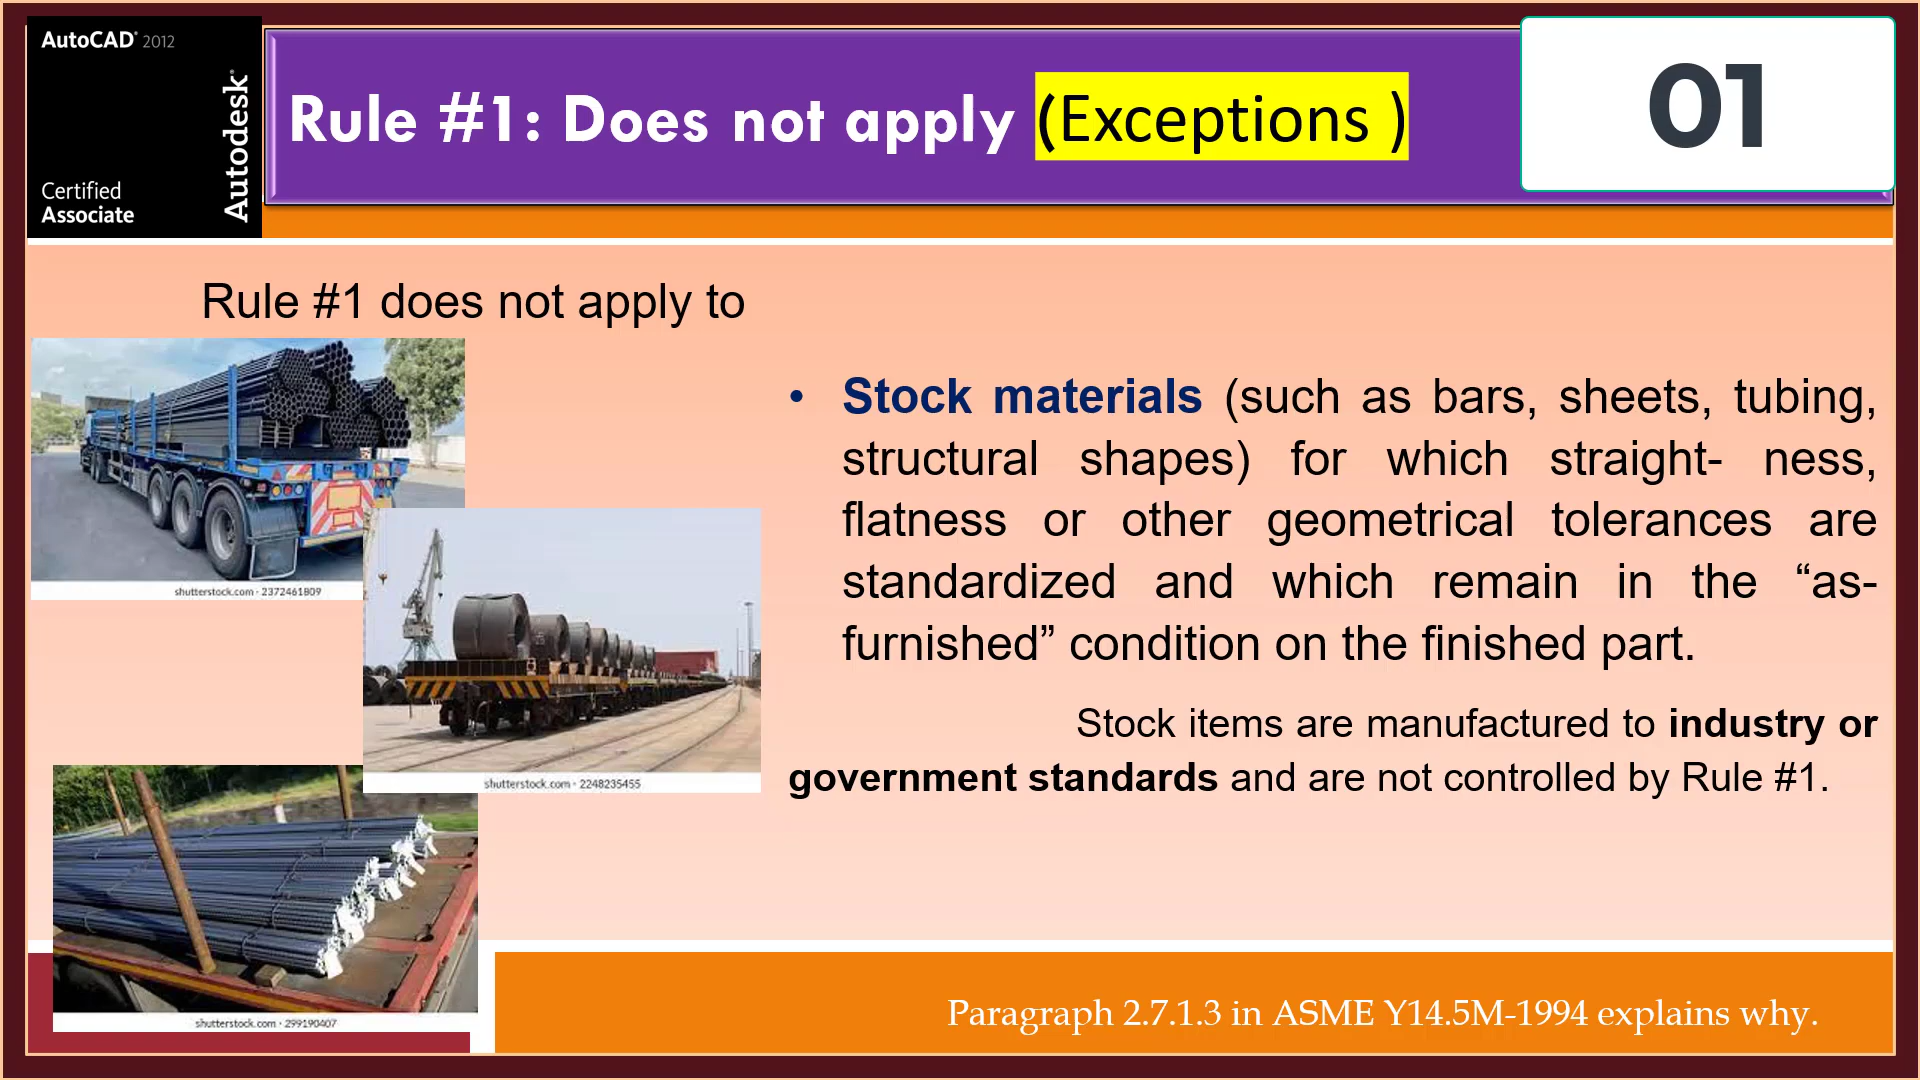 AutoCAD® 2012
Autodesk®
Certified
Associate
Rule #1: Does not apply (Exceptions )
01
Rule #1 does not apply to
shutterstock.com · 2372461809
shutterstock.com · 2248235455
shutterstock.com · 299190407
• Stock materials (such as bars, sheets, tubing,
structural shapes) for which straight- ness,
flatness or other geometrical tolerances are
standardized and which remain in the “as-
furnished” condition on the finished part.
Stock items are manufactured to industry or
government standards and are not controlled by Rule #1.
Paragraph 2.7.1.3 in ASME Y14.5M-1994 explains why.